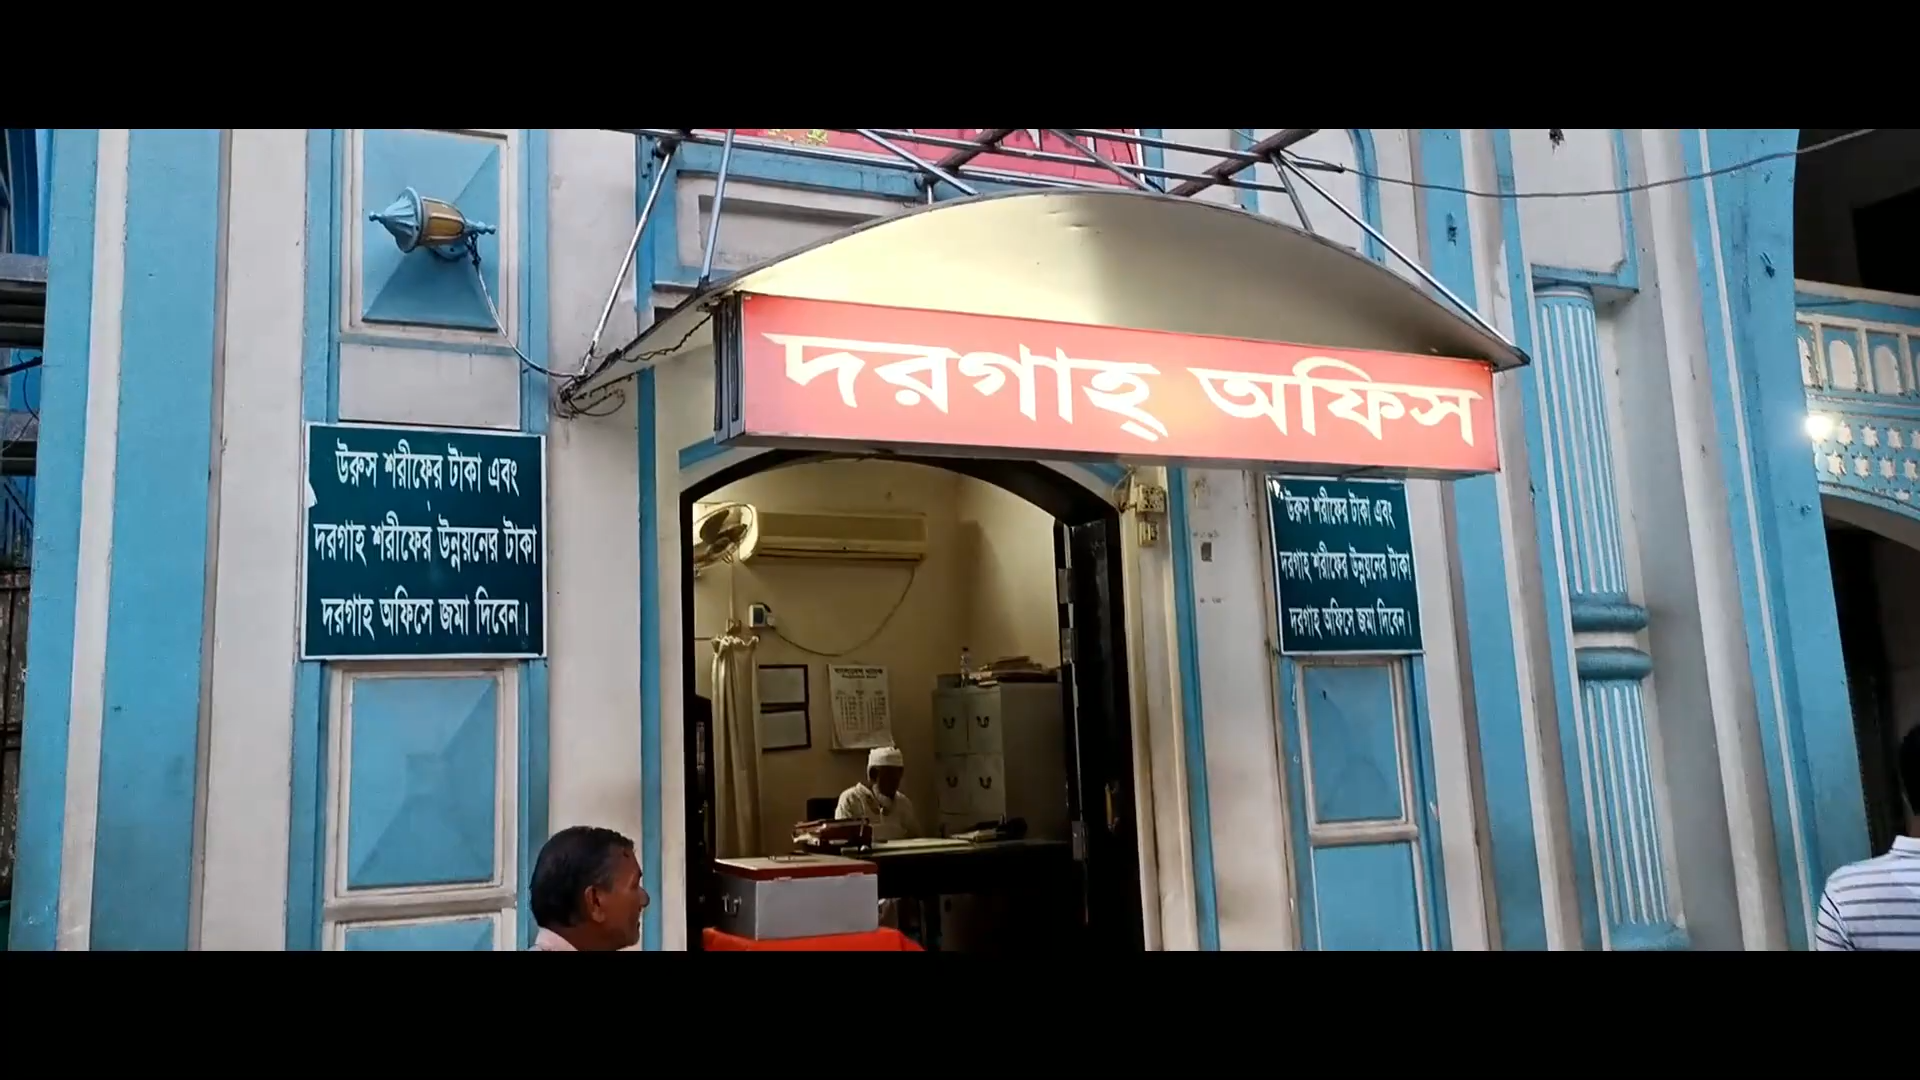 দরগাহ্ অফিস
উরুস শরীফের টাকা এবং
দরগাহ শরীফের উন্নয়নের টাকা
দরগাহ অফিসে জমা দিবেন।
উরুস শরীফের টাকা এবং
দরগাহ শরীফের উন্নয়নের টাকা
দরগাহ অফিসে জমা দিবেন।